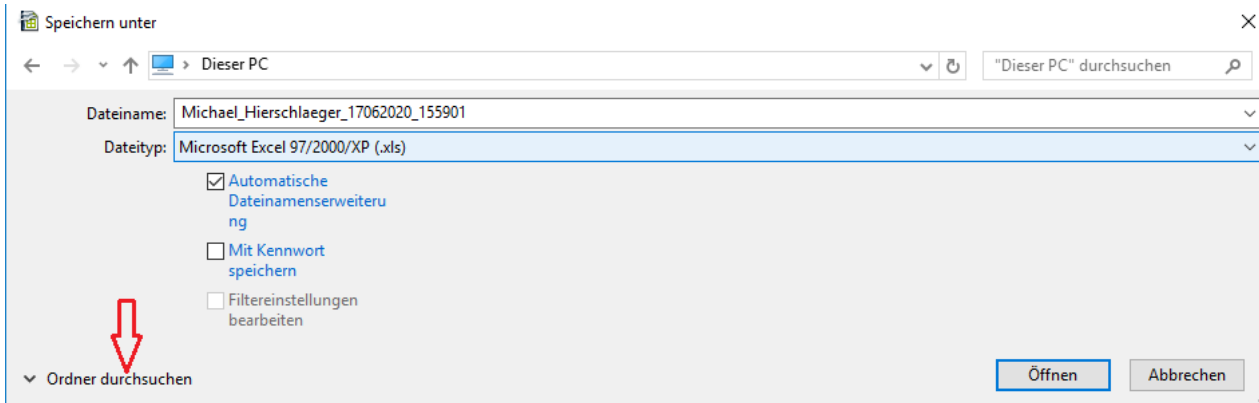 Speichern unter
Dieser PC
"Dieser PC" durchsuchen
Dateiname: Michael_Hierschlaeger_17062020_155901
Dateityp: Microsoft Excel 97/2000/XP (.xls)
Automatische
Dateinamenserweiteru
ng
Mit Kennwort
speichern
Filtereinstellungen
bearbeiten
Ordner durchsuchen
Öffnen
Abbrechen